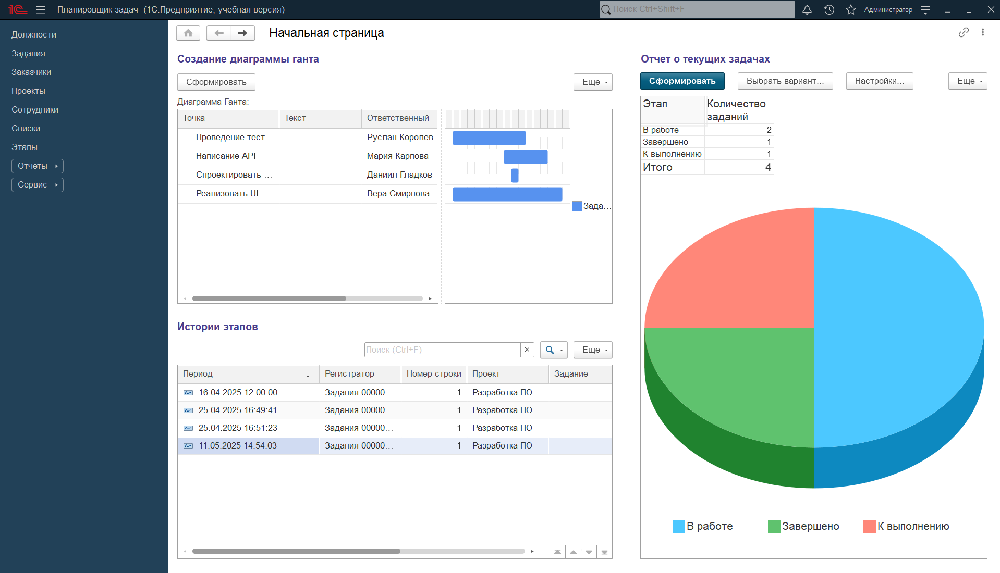 1С Планировщик задач (1С:Предприятие, учебная версия) Поиск Ctrl+Shift+F Администратор
Должности
Задания
Заказчики
Проекты
Сотрудники
Списки
Этапы
Отчеты
Сервис
Начальная страница
Создание диаграммы ганта
Сформировать Еще
Диаграмма Ганта:
Точка Текст Ответственный
Проведение тест… Руслан Королев
Написание API Мария Карпова
Спроектировать … Даниил Гладков
Реализовать UI Вера Смирнова
Зада…
Истории этапов
Поиск (Ctrl+F) × Еще
Период ↓ Регистратор Номер строки Проект Задание
16.04.2025 12:00:00 Задания 00000… 1 Разработка ПО
25.04.2025 16:49:41 Задания 00000… 1 Разработка ПО
25.04.2025 16:51:23 Задания 00000… 1 Разработка ПО
11.05.2025 14:54:03 Задания 00000… 1 Разработка ПО
Отчет о текущих задачах
Сформировать Выбрать вариант... Настройки... Еще
Этап Количество
заданий
В работе 2
Завершено 1
К выполнению 1
Итого 4
В работе Завершено К выполнению